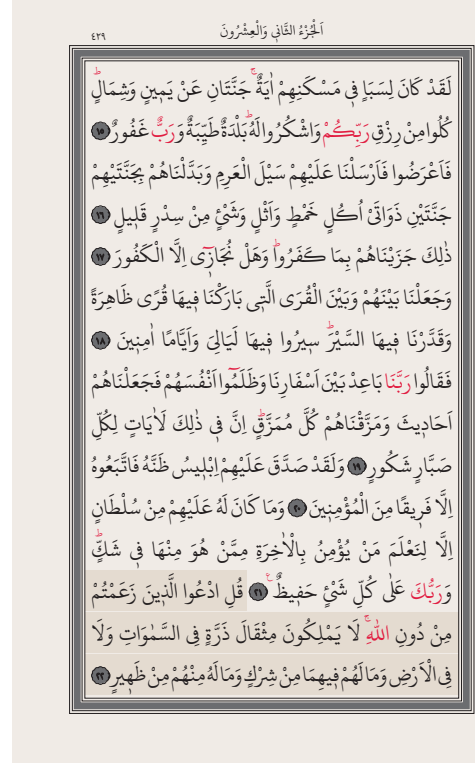 اَلْجُزْءُ الثَّانِي وَالْعِشْرُونَ
٤٢٩
لَقَدْ كَانَ لِسَبَاٍ فٖى مَسْكَنِهِمْ اٰيَةٌۚ جَنَّتَانِ عَنْ يَمٖينٍ وَشِمَالٍؕ
كُلُوا مِنْ رِزْقِ رَبِّكُمْ وَاشْكُرُوا لَهُؕ بَلْدَةٌ طَيِّبَةٌ وَرَبٌّ غَفُورٌ ١٥
فَاَعْرَضُوا فَاَرْسَلْنَا عَلَيْهِمْ سَيْلَ الْعَرِمِ وَبَدَّلْنَاهُمْ بِجَنَّتَيْهِمْ
جَنَّتَيْنِ ذَوَاتَىْ اُكُلٍ خَمْطٍ وَاَثْلٍ وَشَىْءٍ مِنْ سِدْرٍ قَلٖيلٍ ١٦
ذٰلِكَ جَزَيْنَاهُمْ بِمَا كَفَرُواؕ وَهَلْ نُجَازٖٓى اِلَّا الْكَفُورَ ١٧
وَجَعَلْنَا بَيْنَهُمْ وَبَيْنَ الْقُرَى الَّتٖى بَارَكْنَا فٖيهَا قُرًى ظَاهِرَةً
وَقَدَّرْنَا فٖيهَا السَّيْرَؕ سٖيرُوا فٖيهَا لَيَالِىَ وَاَيَّامًا اٰمِنٖينَ ١٨
فَقَالُوا رَبَّنَا بَاعِدْ بَيْنَ اَسْفَارِنَا وَظَلَمُٓوا اَنْفُسَهُمْ فَجَعَلْنَاهُمْ
اَحَادٖيثَ وَمَزَّقْنَاهُمْ كُلَّ مُمَزَّقٍؕ اِنَّ فٖى ذٰلِكَ لَاٰيَاتٍ لِكُلِّ
صَبَّارٍ شَكُورٍ ١٩ وَلَقَدْ صَدَّقَ عَلَيْهِمْ اِبْلٖيسُ ظَنَّهُ فَاتَّبَعُوهُ
اِلَّا فَرٖيقًا مِنَ الْمُؤْمِنٖينَ ٢٠ وَمَا كَانَ لَهُ عَلَيْهِمْ مِنْ سُلْطَانٍ
اِلَّا لِنَعْلَمَ مَنْ يُؤْمِنُ بِالْاٰخِرَةِ مِمَّنْ هُوَ مِنْهَا فٖى شَكٍّؕ
وَرَبُّكَ عَلٰى كُلِّ شَىْءٍ حَفٖيظٌ ٢١ قُلِ ادْعُوا الَّذٖينَ زَعَمْتُمْ
مِنْ دُونِ اللّٰهِۚ لَا يَمْلِكُونَ مِثْقَالَ ذَرَّةٍ فِى السَّمٰوَاتِ وَلَا
فِى الْاَرْضِ وَمَا لَهُمْ فٖيهِمَا مِنْ شِرْكٍ وَمَا لَهُ مِنْهُمْ مِنْ ظَهٖيرٍ ٢٢